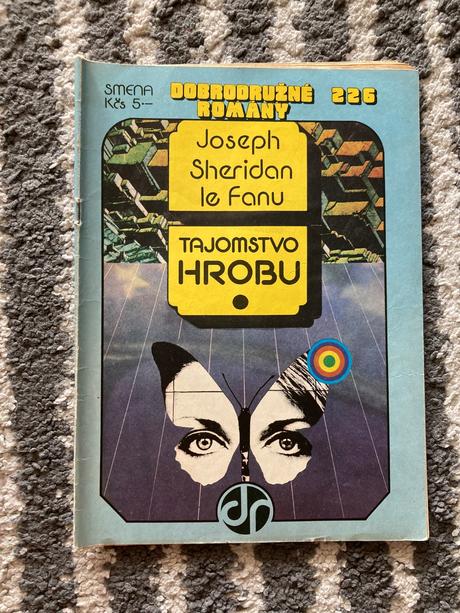 SMENA
Kčs 5·—
DOBRODRUŽNÉ 226
ROMÁNY
Joseph
Sheridan
le Fanu
TAJOMSTVO
HROBU
dr